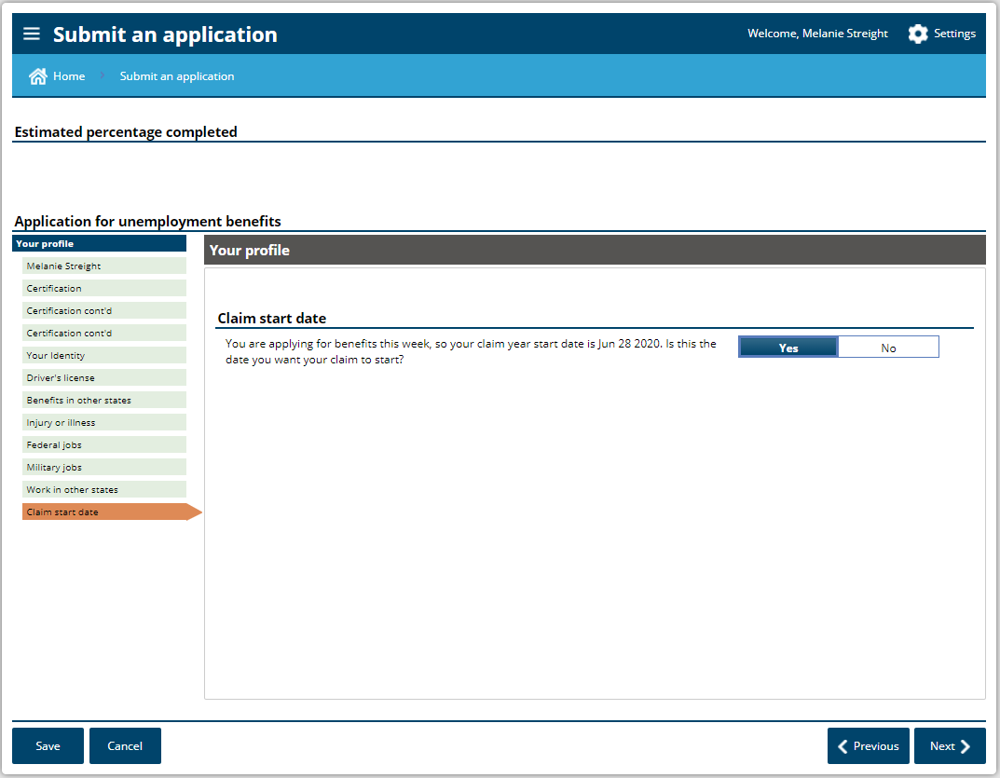 Submit an application
Welcome, Melanie Streight
Settings
Home
Submit an application
Estimated percentage completed
Application for unemployment benefits
Your profile
Melanie Streight
Certification
Certification cont'd
Certification cont'd
Your Identity
Driver's license
Benefits in other states
Injury or illness
Federal jobs
Military jobs
Work in other states
Claim start date
Your profile
Claim start date
You are applying for benefits this week, so your claim year start date is Jun 28 2020. Is this the
date you want your claim to start?
Yes
No
Save
Cancel
Previous
Next